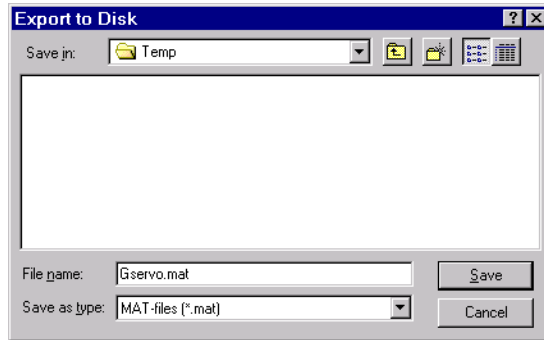 Export to Disk
Save in: Temp
File name: Gservo.mat Save
Save as type: MAT-files (*.mat) Cancel